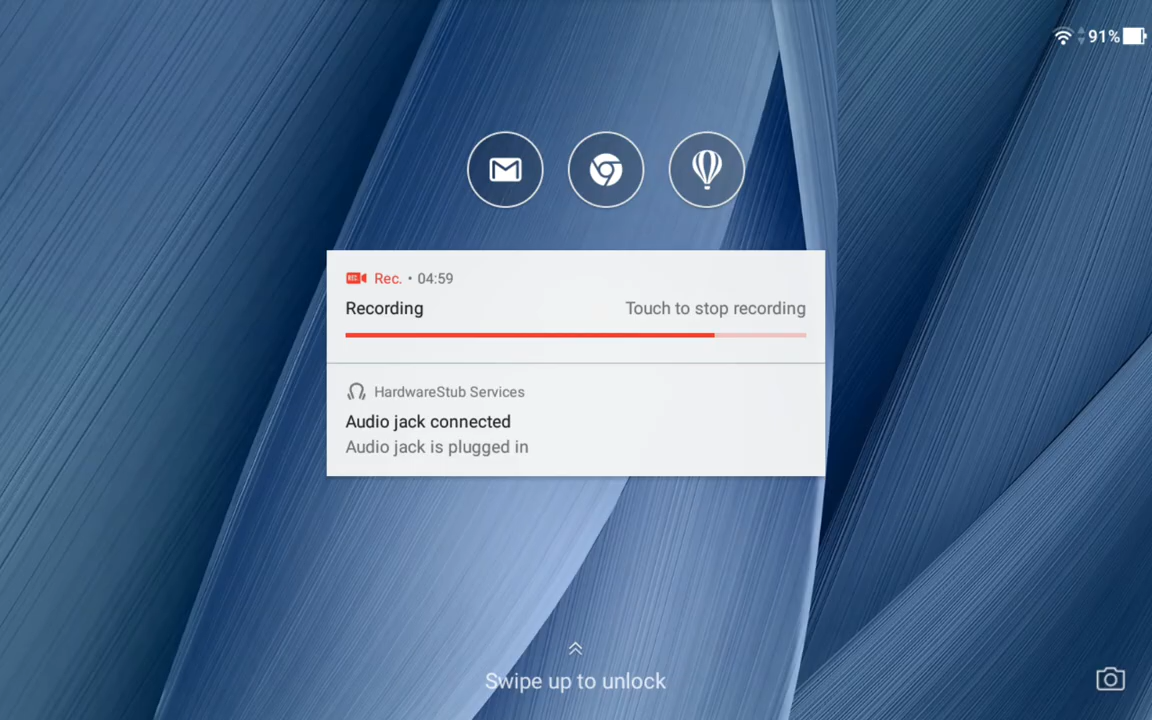 91%
Rec. • 04:59
Recording Touch to stop recording
HardwareStub Services
Audio jack connected
Audio jack is plugged in
Swipe up to unlock